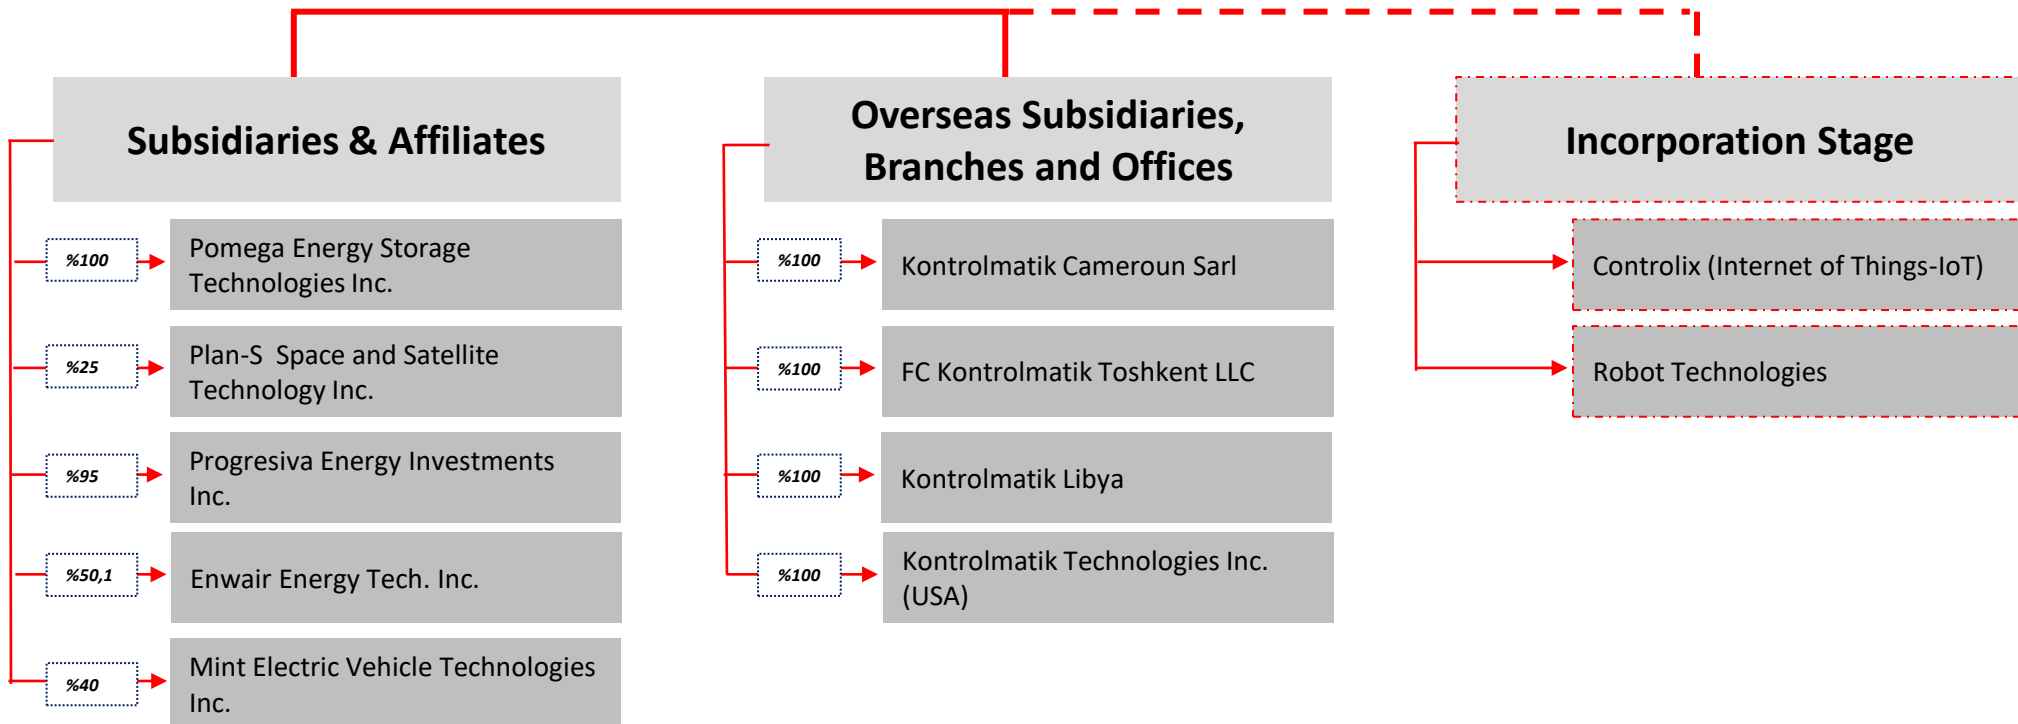 Subsidiaries & Affiliates
%100
Pomega Energy Storage
Technologies Inc.
%25
Plan-S  Space and Satellite
Technology Inc.
%95
Progresiva Energy Investments
Inc.
%50,1
Enwair Energy Tech. Inc.
%40
Mint Electric Vehicle Technologies
Inc.
Overseas Subsidiaries,
Branches and Offices
%100
Kontrolmatik Cameroun Sarl
%100
FC Kontrolmatik Toshkent LLC
%100
Kontrolmatik Libya
%100
Kontrolmatik Technologies Inc.
(USA)
Incorporation Stage
Controlix (Internet of Things-IoT)
Robot Technologies